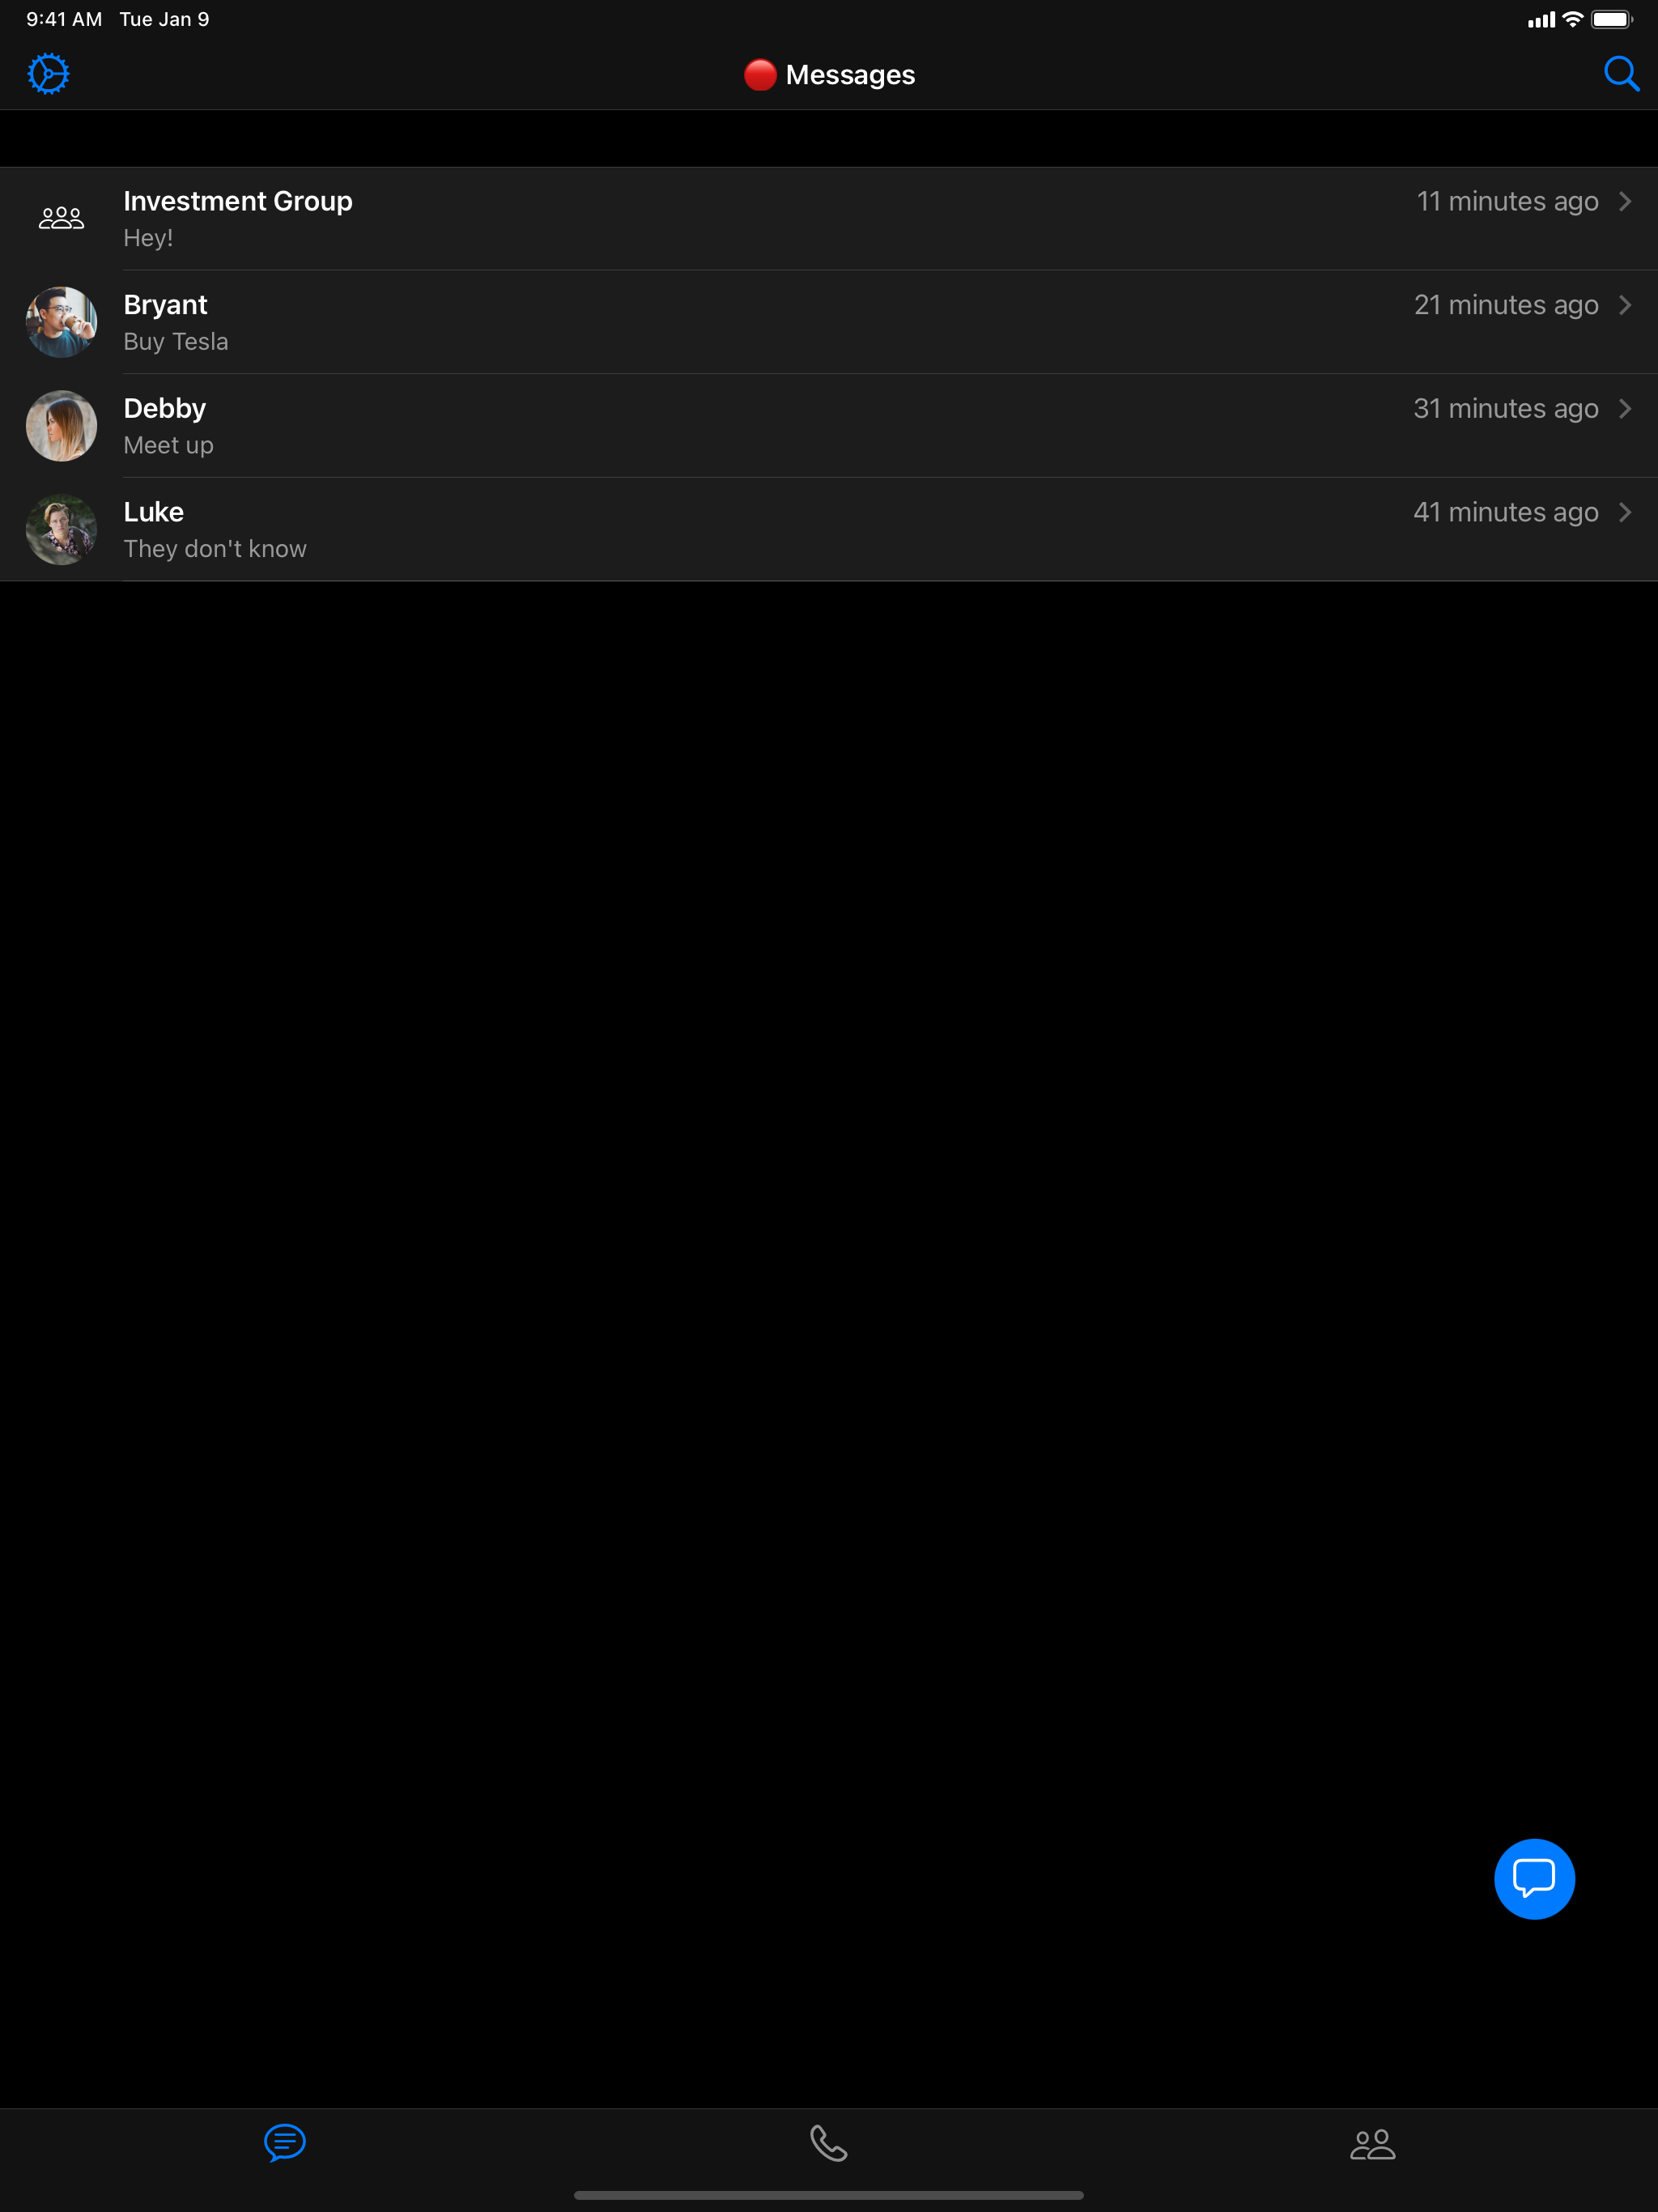 9:41 AM Tue Jan 9
Messages
Investment Group
11 minutes ago
Hey!
Bryant
21 minutes ago
Buy Tesla
Debby
31 minutes ago
Meet up
Luke
41 minutes ago
They don't know